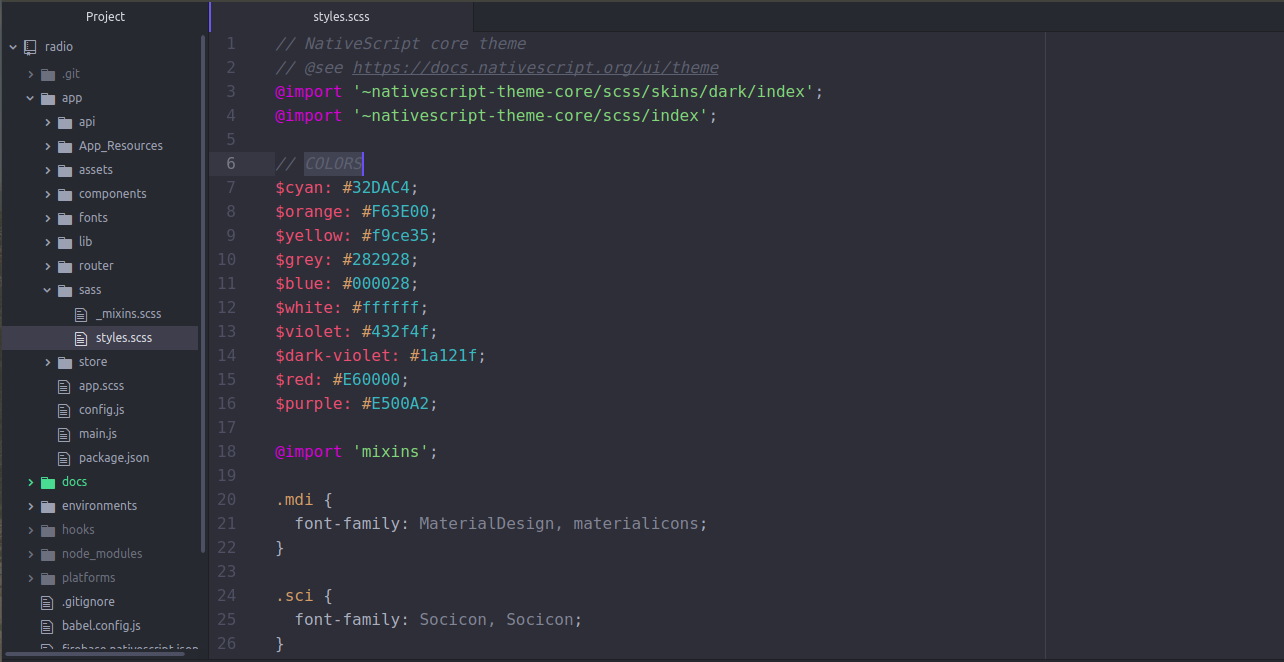 Project
radio
.git
app
api
App_Resources
assets
components
fonts
lib
router
sass
_mixins.scss
styles.scss
store
app.scss
config.js
main.js
package.json
docs
environments
hooks
node_modules
platforms
.gitignore
babel.config.js
firebase.nativescript.json
styles.scss
1 // NativeScript core theme
2 // @see https://docs.nativescript.org/ui/theme
3 @import '~nativescript-theme-core/scss/skins/dark/index';
4 @import '~nativescript-theme-core/scss/index';
5
6 // COLORS
7 $cyan: #32DAC4;
8 $orange: #F63E00;
9 $yellow: #f9ce35;
10 $grey: #282928;
11 $blue: #000028;
12 $white: #ffffff;
13 $violet: #432f4f;
14 $dark-violet: #1a121f;
15 $red: #E60000;
16 $purple: #E500A2;
17
18 @import 'mixins';
19
20 .mdi {
21 font-family: MaterialDesign, materialicons;
22 }
23
24 .sci {
25 font-family: Socicon, Socicon;
26 }